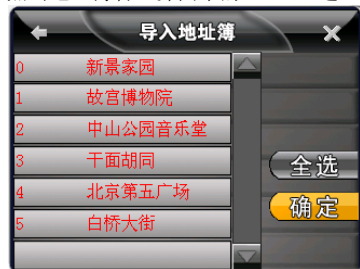 导入地址簿
0 新景家园
1 故宫博物院
2 中山公园音乐堂
3 干面胡同
4 北京第五广场
5 白桥大街
全选
确定